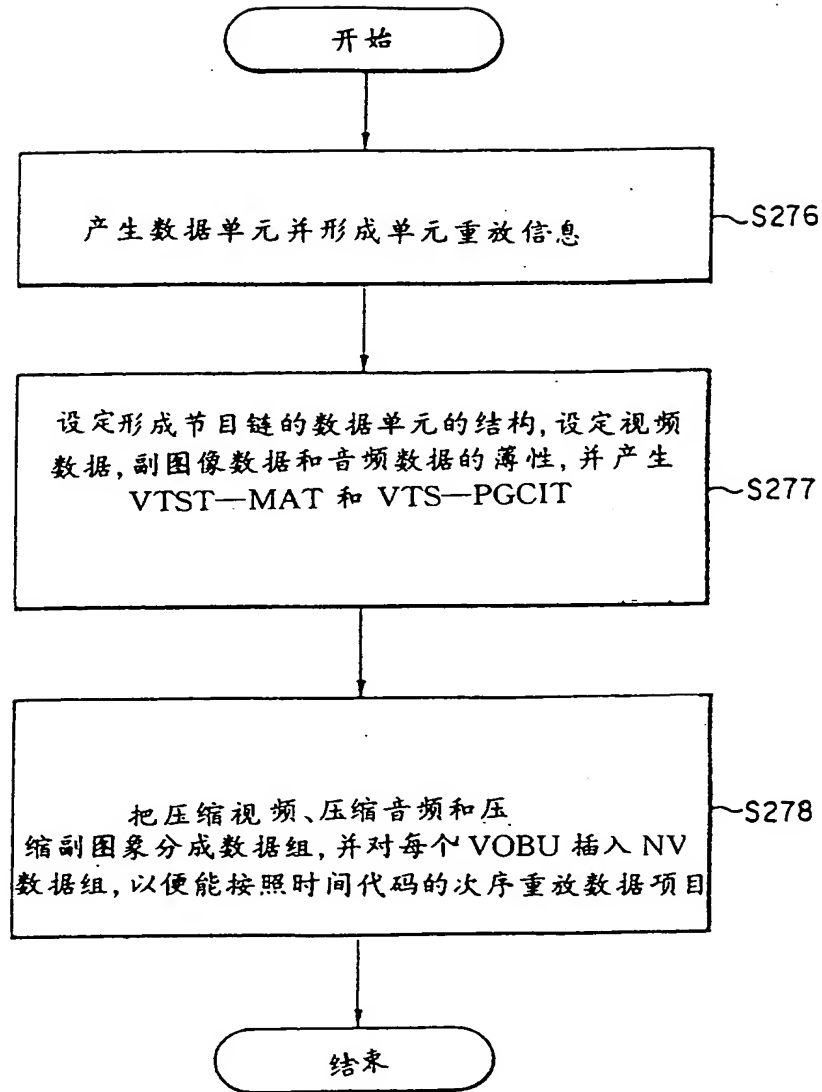 开始
产生数据单元并形成单元重放信息
S276
设定形成节目链的数据单元的结构,设定视频
数据,副图像数据和音频数据的薄性,并产生
VTST—MAT 和 VTS—PGCIT
S277
把压缩视频、压缩音频和压
缩副图象分成数据组,并对每个 VOBU 插入 NV
数据组,以便能按照时间代码的次序重放数据项目
S278
结束